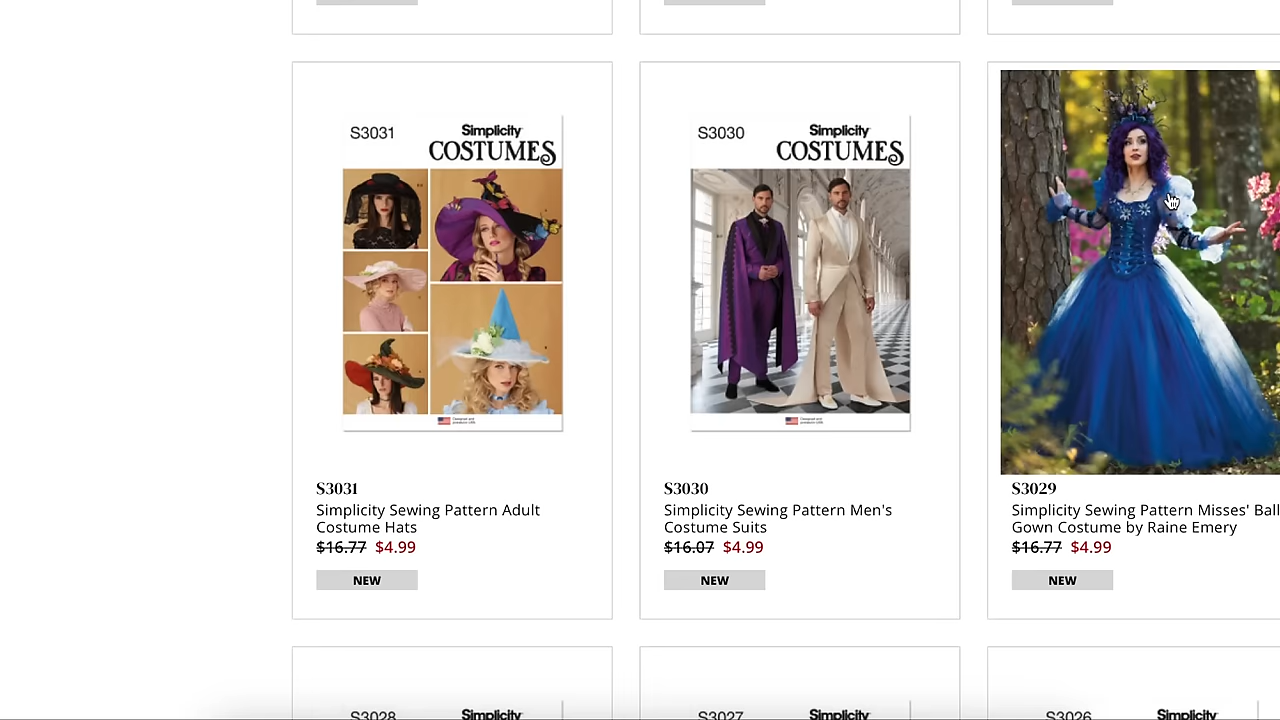 S3031
Simplicity
COSTUMES
S3030
Simplicity
COSTUMES
S3031
Simplicity Sewing Pattern Adult
Costume Hats
$16.77 $4.99
NEW
S3030
Simplicity Sewing Pattern Men's
Costume Suits
$16.07 $4.99
NEW
S3029
Simplicity Sewing Pattern Misses' Ball
Gown Costume by Raine Emery
$16.77 $4.99
NEW
S3028
Simplicity
S3027
Simplicity
S3026
Simplicity